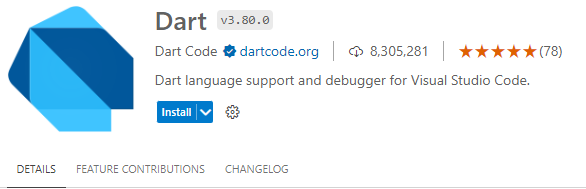 Dart v3.80.0
Dart Code dartcode.org 8,305,281 (78)
Dart language support and debugger for Visual Studio Code.
Install
DETAILS FEATURE CONTRIBUTIONS CHANGELOG